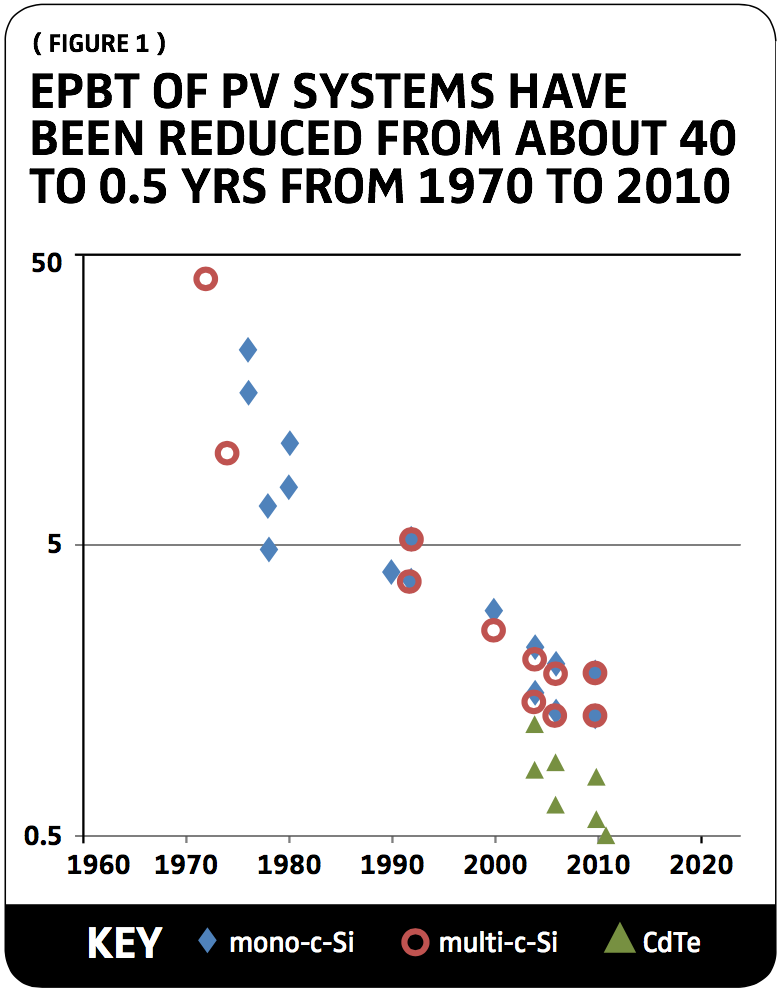 ( FIGURE 1 )
EPBT OF PV SYSTEMS HAVE
BEEN REDUCED FROM ABOUT 40
TO 0.5 YRS FROM 1970 TO 2010
50
5
0.5
1960 1970 1980 1990 2000 2010 2020
KEY mono-c-Si multi-c-Si CdTe